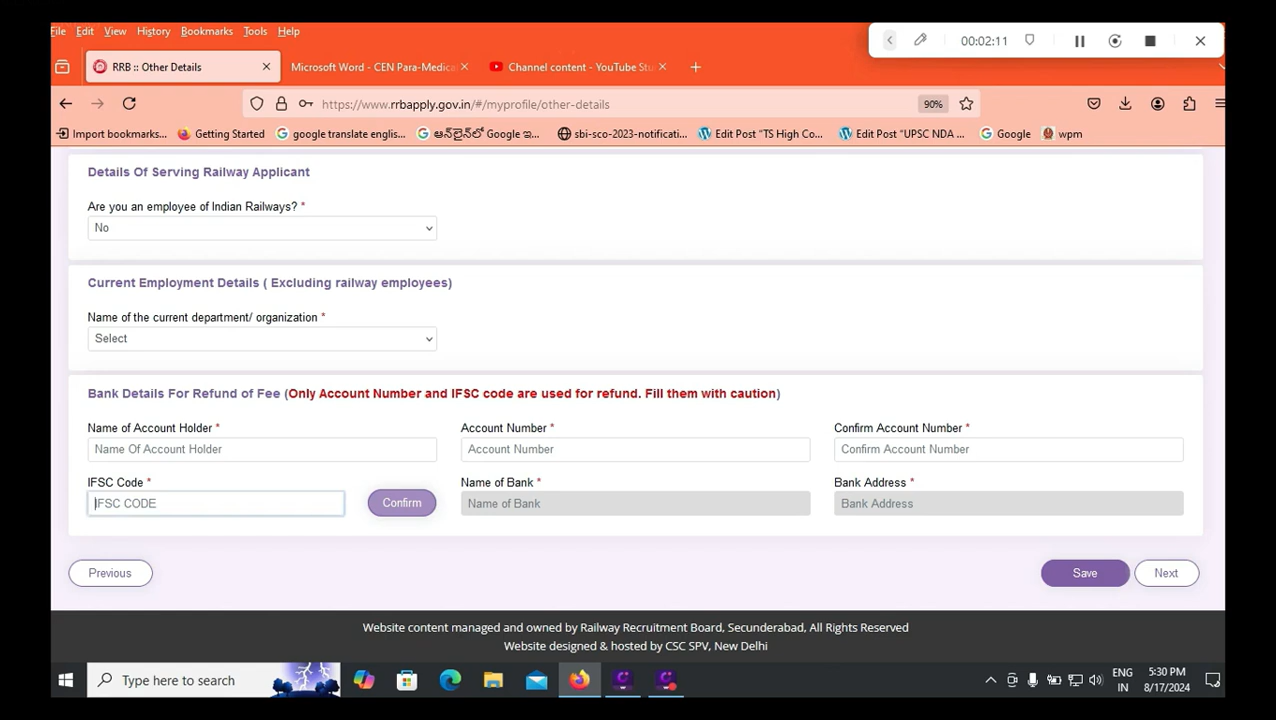 File Edit View History Bookmarks Tools Help
00:02:11
RRB :: Other Details
Microsoft Word - CEN Para-Medica
Channel content - YouTube Stu
https://www.rrbapply.gov.in/#/myprofile/other-details
90%
Import bookmarks...
Getting Started
google translate englis...
ఆన్‌లైన్‌లో Google ఇ...
sbi-sco-2023-notificati...
Edit Post “TS High Co...
Edit Post “UPSC NDA ...
Google
wpm
Details Of Serving Railway Applicant
Are you an employee of Indian Railways? *
No
Current Employment Details ( Excluding railway employees)
Name of the current department/ organization *
Select
Bank Details For Refund of Fee (Only Account Number and IFSC code are used for refund. Fill them with caution)
Name of Account Holder *
Account Number *
Confirm Account Number *
Name Of Account Holder
Account Number
Confirm Account Number
IFSC Code *
Name of Bank *
Bank Address *
IFSC CODE
Confirm
Name of Bank
Bank Address
Previous
Save
Next
Website content managed and owned by Railway Recruitment Board, Secunderabad, All Rights Reserved
Website designed & hosted by CSC SPV, New Delhi
Type here to search
ENG
IN
5:30 PM
8/17/2024